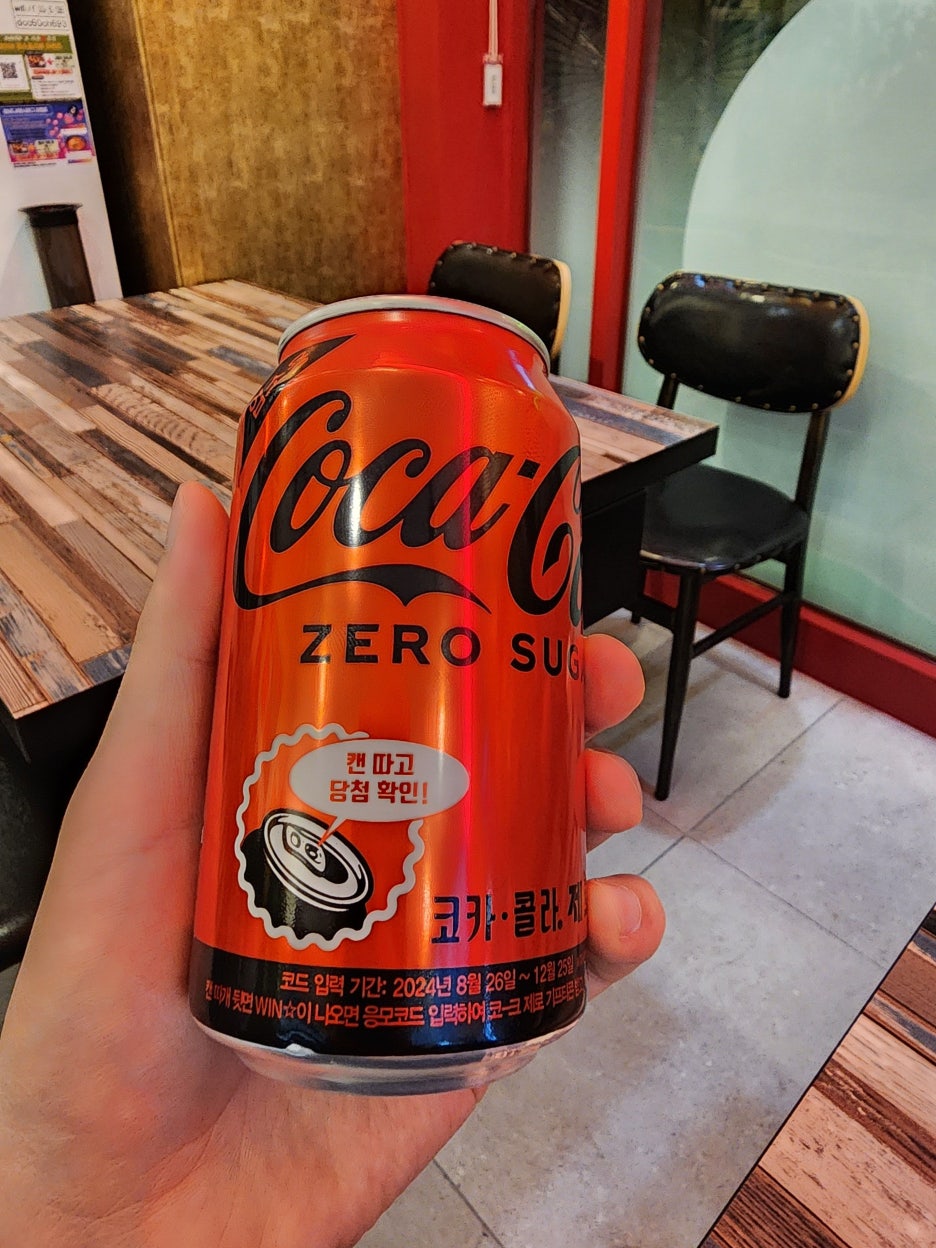 Coca-C
ZERO SUG
캔 따고
당첨 확인!
코카·콜라. 제
코드 입력 기간: 2024년 8월 26일 ~ 12월 25일
캔 따개 뒷면 WIN☆이 나오면 응모코드 입력하여 코-크 제로 기프티콘